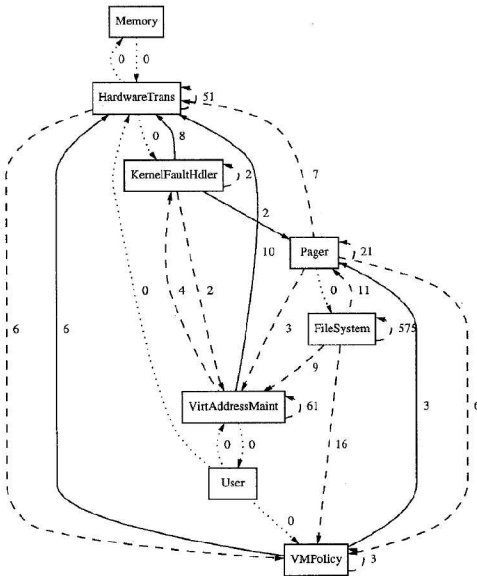 Memory
0 0
HardwareTrans 51
0 8
KernelFaultHdler 2 7
2
Pager 21
10
0 4 2 0 11
3 FileSystem 575
6 6 9
VirtAddressMaint 61 3 6
0 0 16
User
0
VMPolicy 3